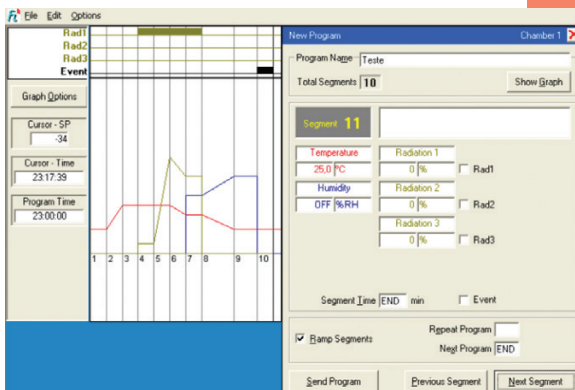 File Edit Options
Rad1
Rad2
Rad3
Event
Graph Options
Cursor - SP
-34
Cursor - Time
23:17:39
Program Time
23:00:00
1 2 3 4 5 6 7 8 9 10
New Program Chamber 1
Program Name Teste
Total Segments 10 Show Graph
Segment 11
Temperature Radiation 1
25,0 °C 0 % Rad1
Humidity Radiation 2
OFF %RH 0 % Rad2
Radiation 3
0 % Rad3
Segment Time END min Event
Ramp Segments Repeat Program
Next Program END
Send Program Previous Segment Next Segment